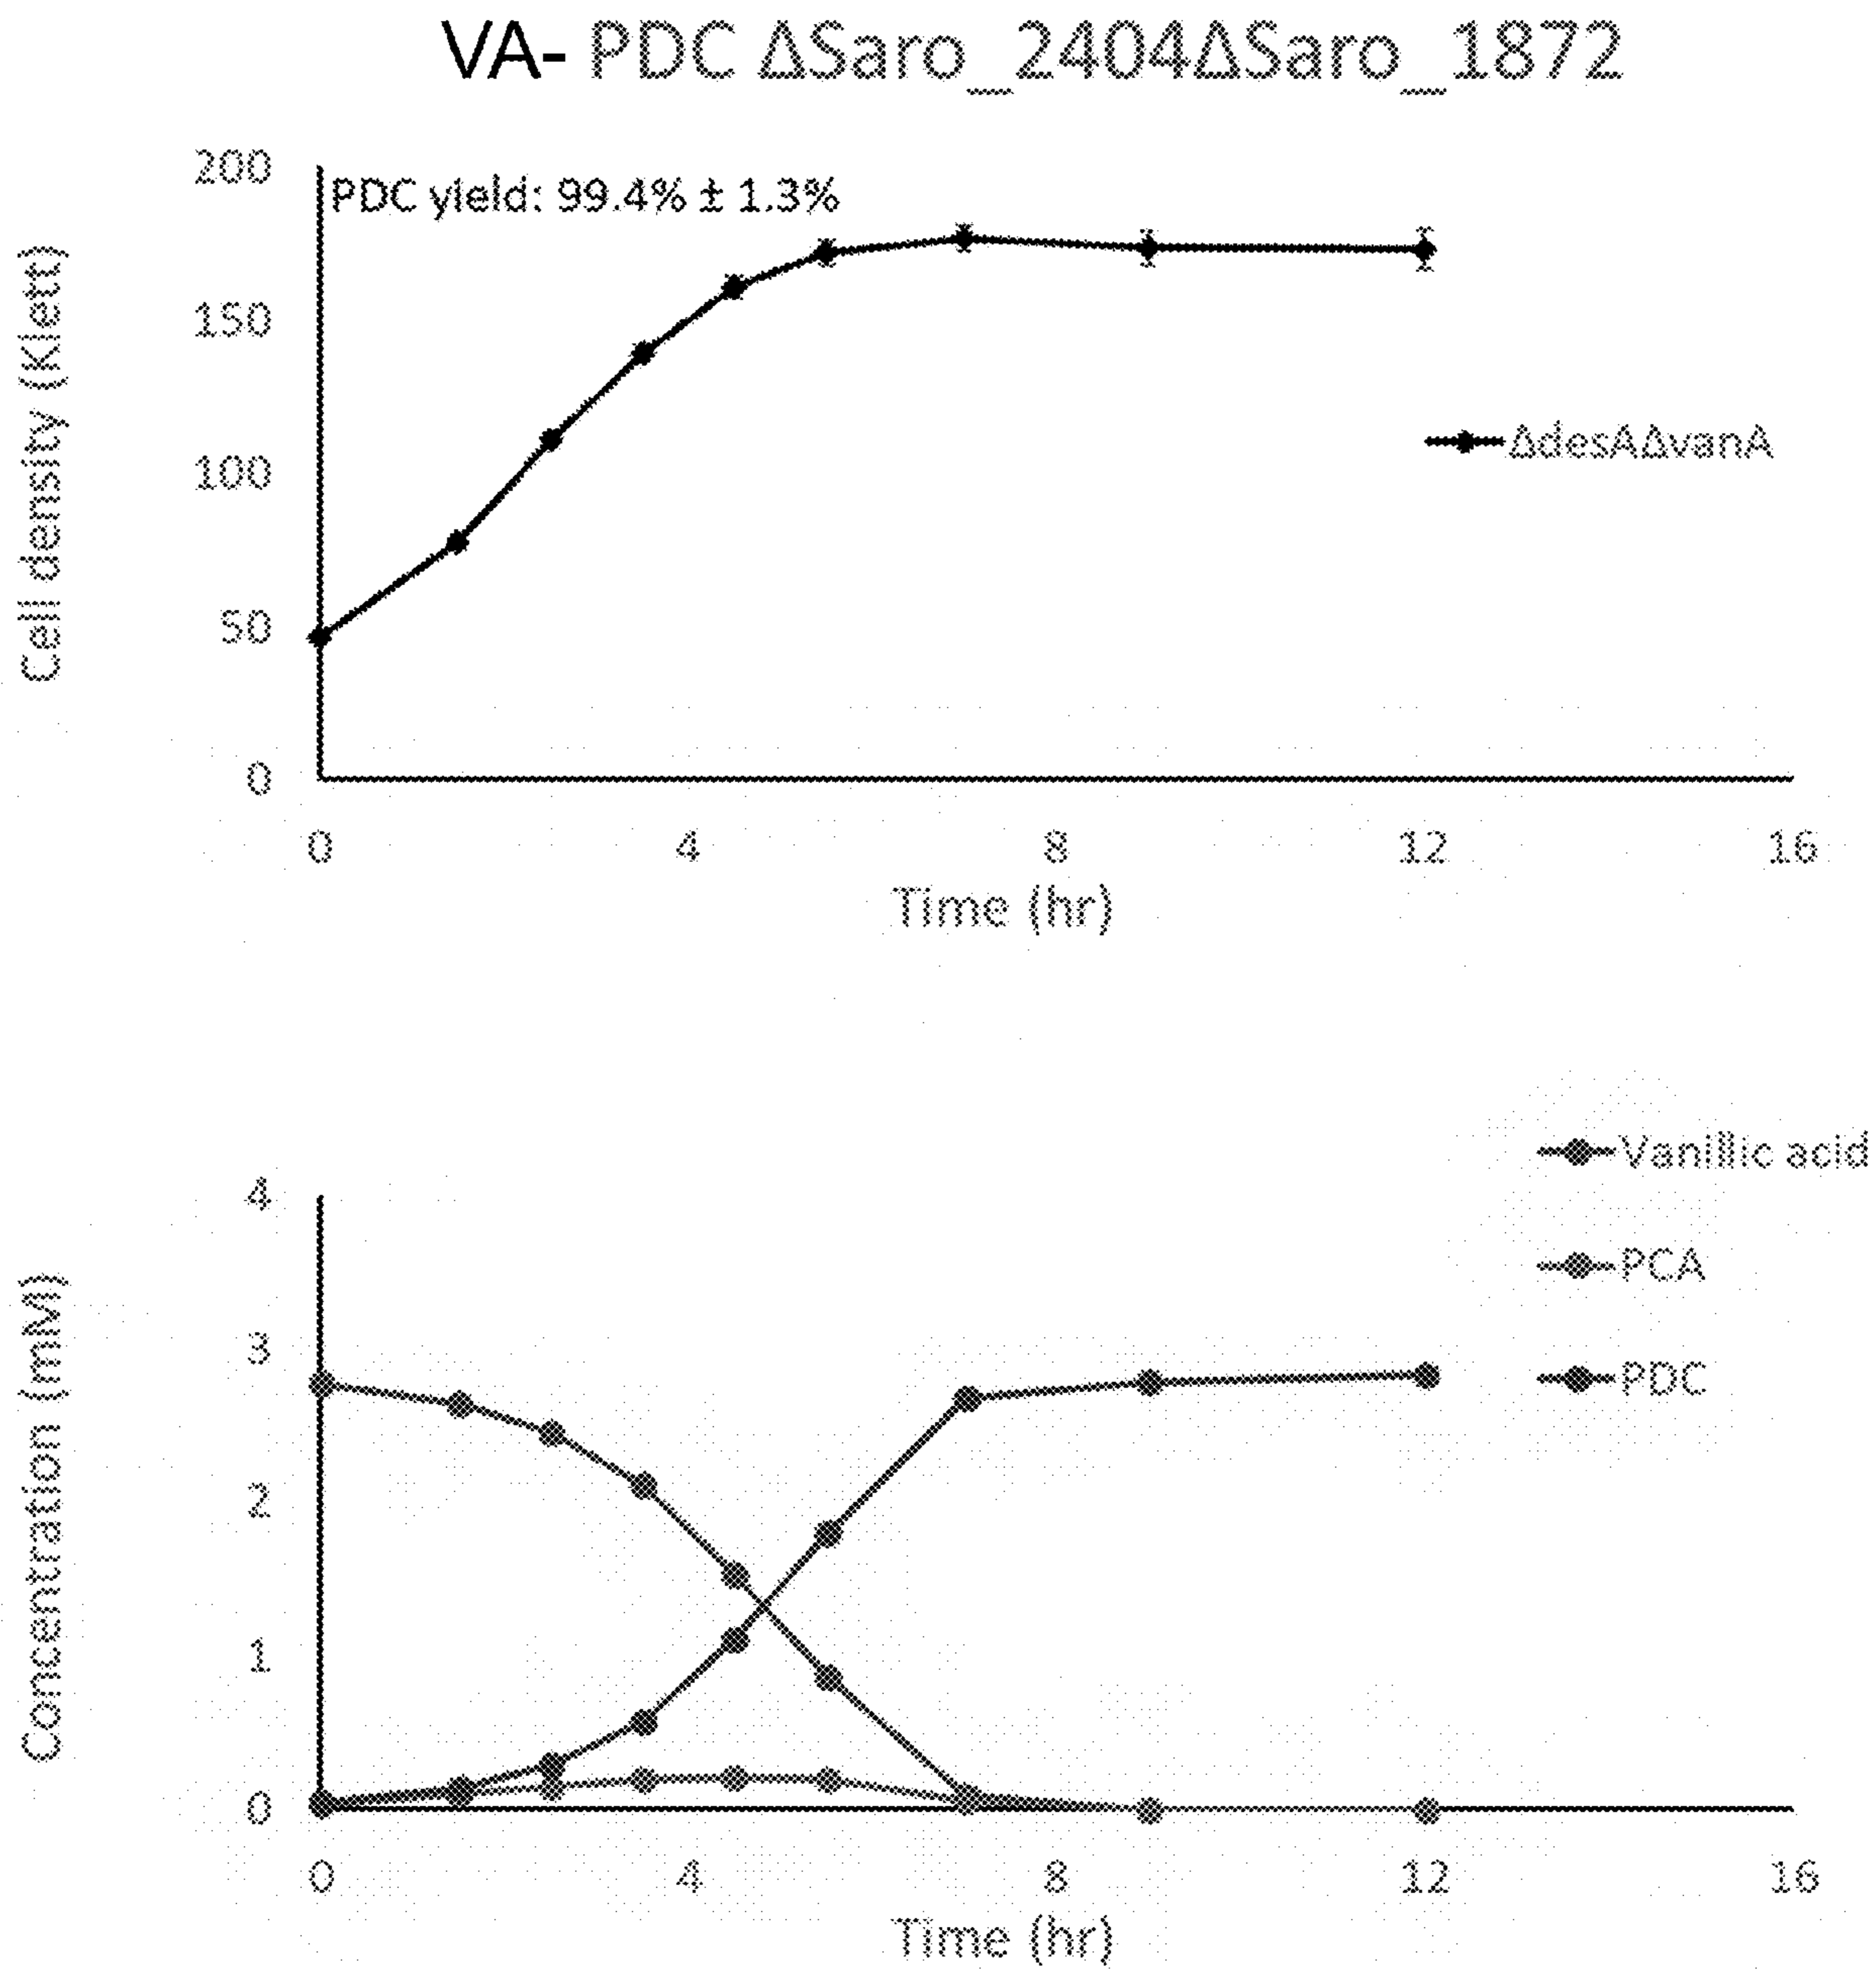 VA- PDC ΔSaro_2404ΔSaro_1872
200
PDC yield: 99.4% ± 1.3%
150
100
50
0
Cell density (Klett)
ΔdesAΔvanA
0 4 8 12 16
Time (hr)
Vanillic acid
PCA
PDC
4
3
2
1
0
Concentration (mM)
0 4 8 12 16
Time (hr)